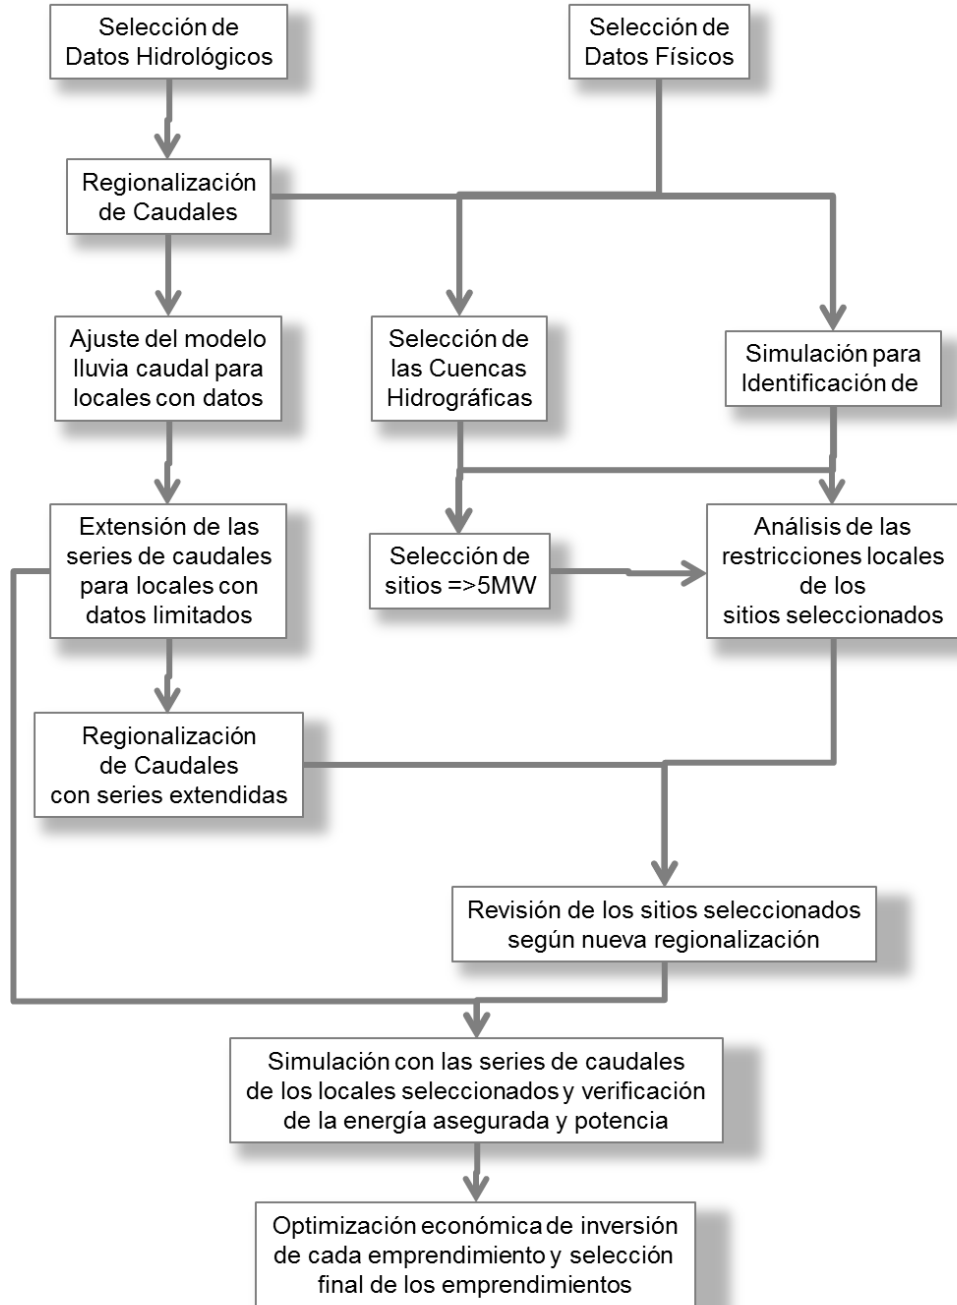 Selección de
Datos Hidrológicos
Selección de
Datos Físicos
Regionalización
de Caudales
Ajuste del modelo
lluvia caudal para
locales con datos
Selección de
las Cuencas
Hidrográficas
Simulación para
Identificación de
Extensión de las
series de caudales
para locales con
datos limitados
Selección de
sitios =>5MW
Análisis de las
restricciones locales
de los
sitios seleccionados
Regionalización
de Caudales
con series extendidas
Revisión de los sitios seleccionados
según nueva regionalización
Simulación con las series de caudales
de los locales seleccionados y verificación
de la energía asegurada y potencia
Optimización económica de inversión
de cada emprendimiento y selección
final de los emprendimientos